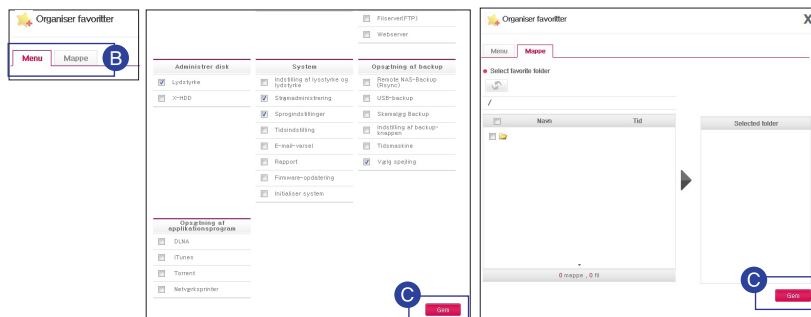 Organiser favoritter
Menu
Mappe
B
Filserver(FTP)
Webserver
Administrer disk
Lydstyrke
X-HDD
System
Indstilling af lysstyrke og
lydstyrke
Strømadministrering
Sprogindstillinger
Tidsindstilling
E-mail-varsel
Rapport
Firmware-opdatering
Initialiser system
Opsætning af backup
Remote NAS-Backup
(Rsync)
USB-backup
Skemalæg Backup
Indstilling af backup-
knappen
Tidsmaskine
Vælg spejling
Opsætning af
applikationsprogram
DLNA
iTunes
Torrent
Netværksprinter
C
Gem
Organiser favoritter
X
Menu
Mappe
Select favorite folder
/
Navn
Tid
Selected folder
0 mappe , 0 fil
C
Gem